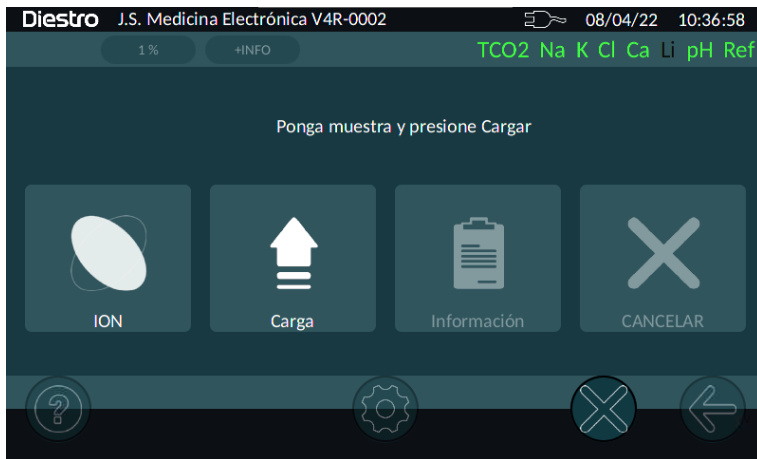 Diestro J.S. Medicina Electrónica V4R-0002 08/04/22 10:36:58
1 % +INFO TCO2 Na K Cl Ca Li pH Ref
Ponga muestra y presione Cargar
ION Carga Información CANCELAR
?